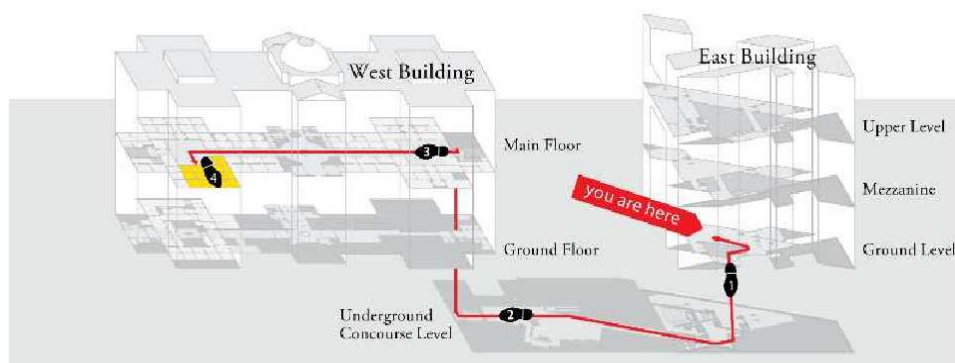 West Building
East Building
Upper Level
Main Floor
3
4
Mezzanine
you are here
Ground Floor
Ground Level
1
2
Underground
Concourse Level